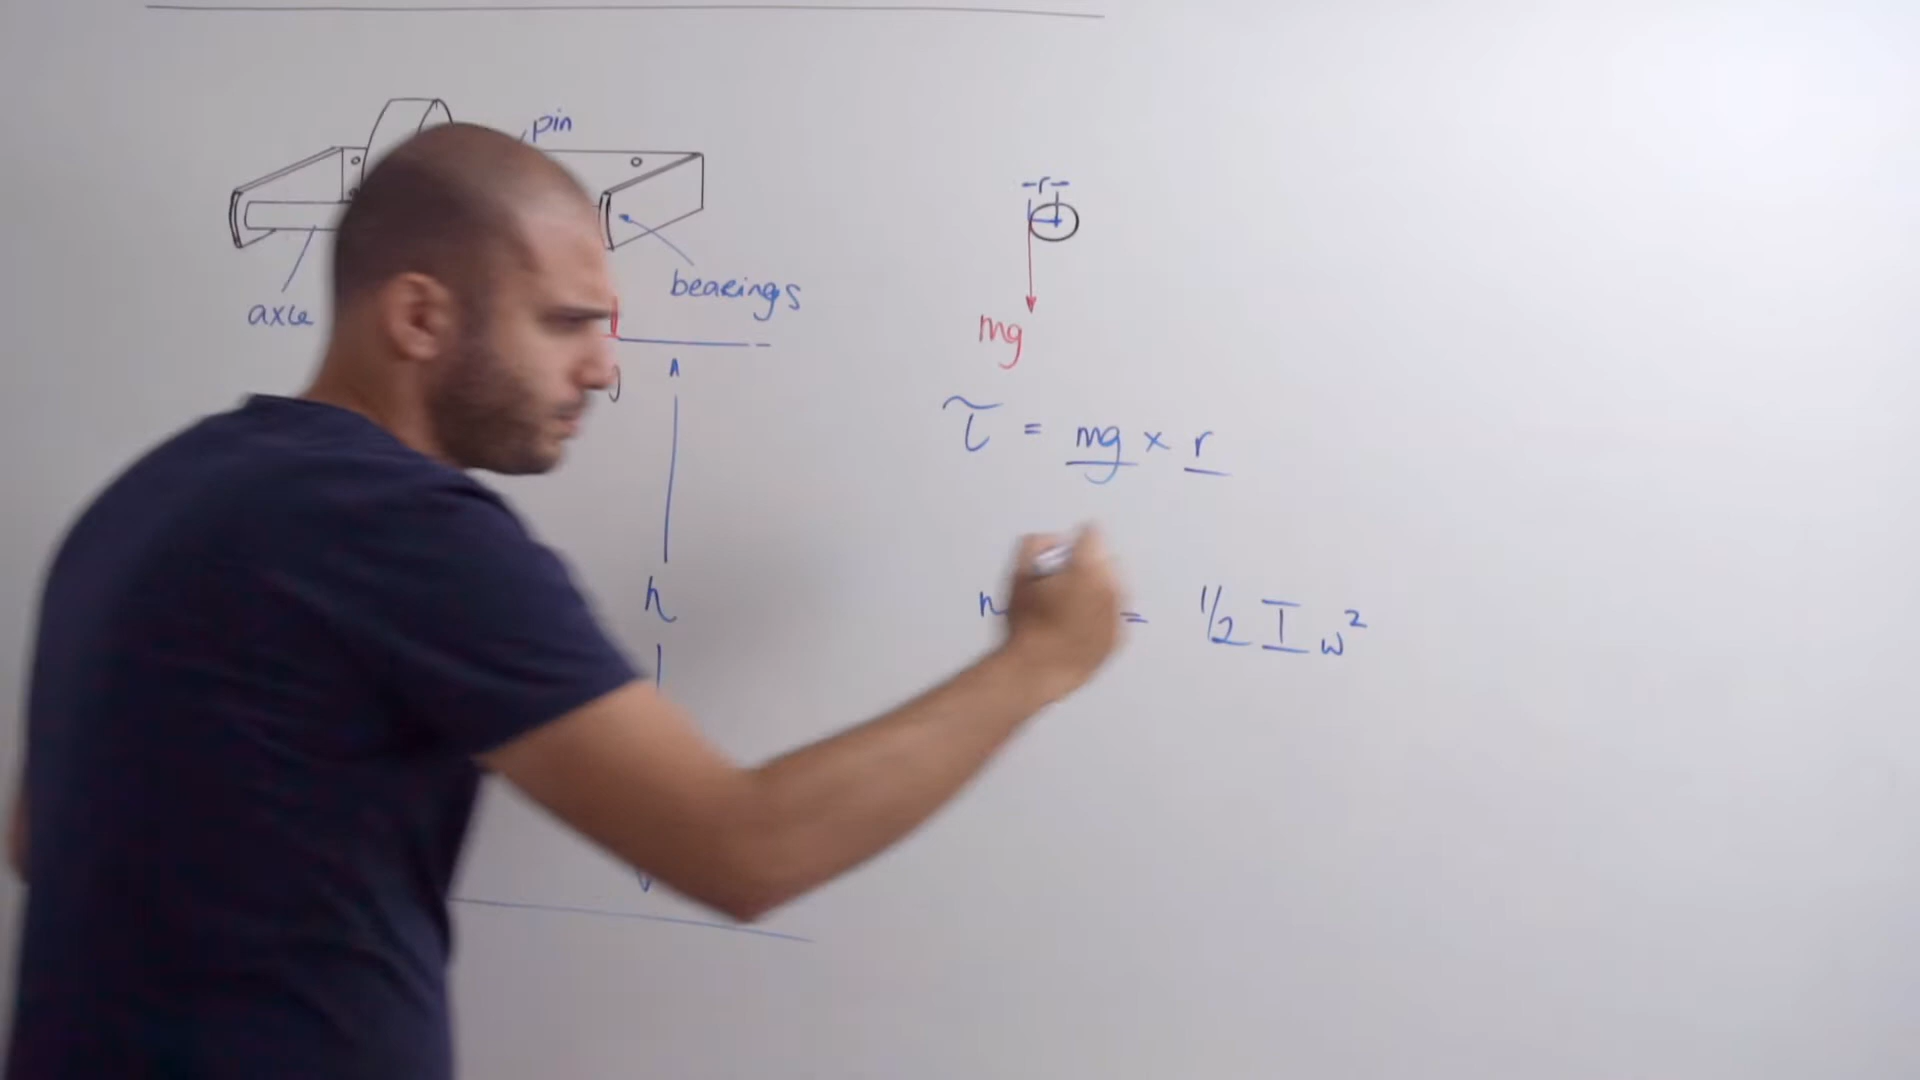 pin
bearings
axle
h
-r-
mg
τ = mg × r
= 1/2 I ω²